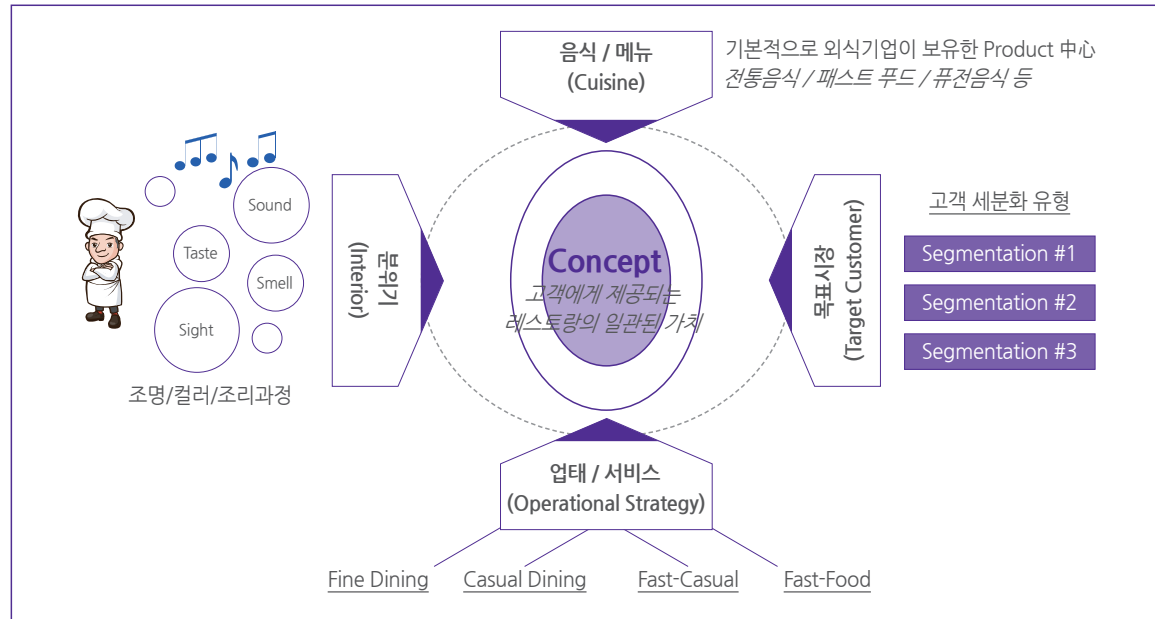 음식 / 메뉴
(Cuisine)
기본적으로 외식기업이 보유한 Product 中心
전통음식 / 패스트 푸드 / 퓨전음식 등
Sound
Taste
Smell
Sight
조명/컬러/조리과정
분위기
(Interior)
Concept
고객에게 제공되는
레스토랑의 일관된 가치
목표시장
(Target Customer)
고객 세분화 유형
Segmentation #1
Segmentation #2
Segmentation #3
업태 / 서비스
(Operational Strategy)
Fine Dining
Casual Dining
Fast-Casual
Fast-Food